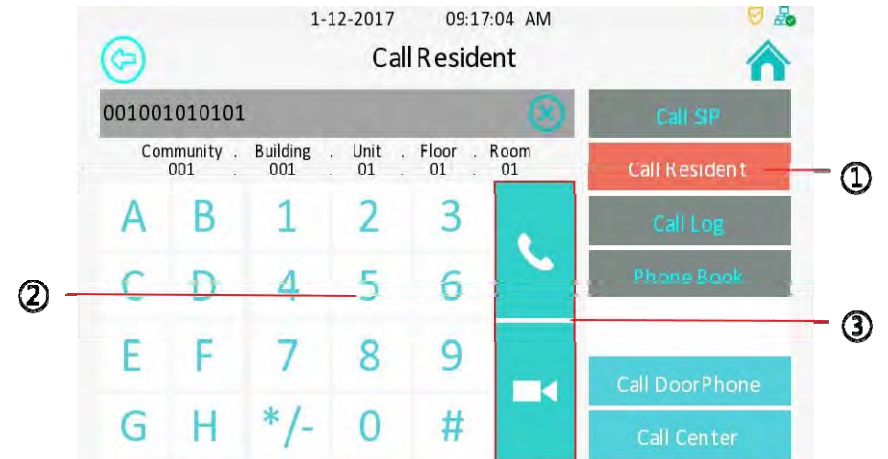 1-12-2017 09:17:04 AM
Call Resident
001001010101
Call SIP
Community . Building . Unit . Floor . Room
001 . 001 . 01 . 01 . 01
Call Resident
①
A B 1 2 3
Call Log
C D 4 5 6
Phone Book
②
③
E F 7 8 9
Call DoorPhone
G H */- 0 #
Call Center